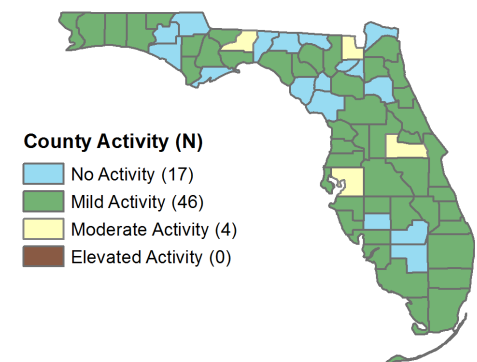 County Activity (N)
No Activity (17)
Mild Activity (46)
Moderate Activity (4)
Elevated Activity (0)